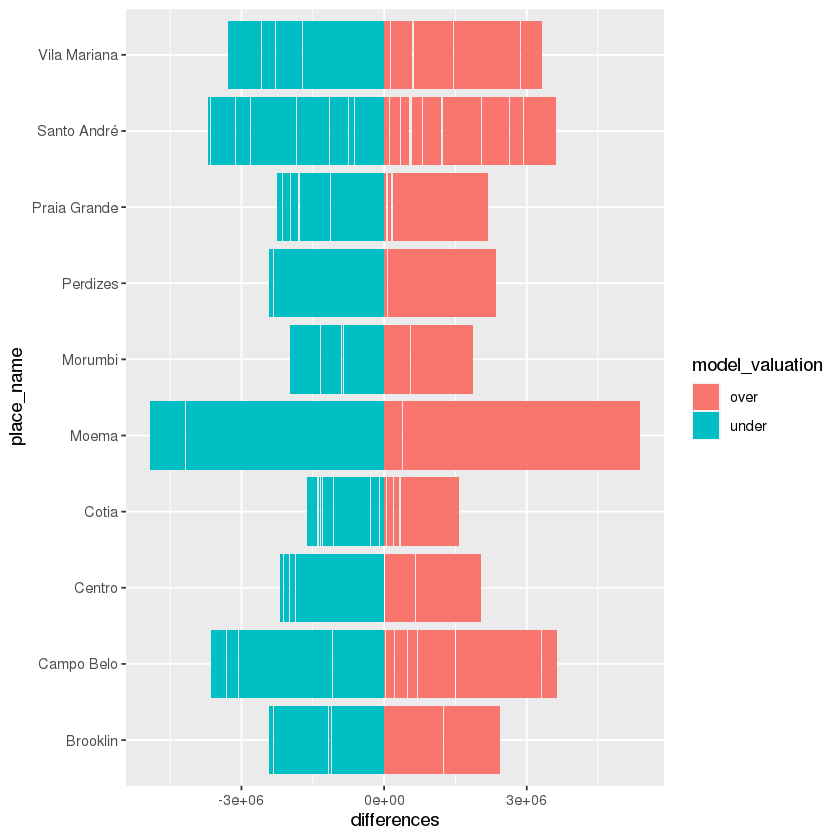 Vila Mariana
Santo André
Praia Grande
Perdizes
Morumbi
Moema
Cotia
Centro
Campo Belo
Brooklin
place_name
-3e+06 0e+00 3e+06
differences
model_valuation
over
under